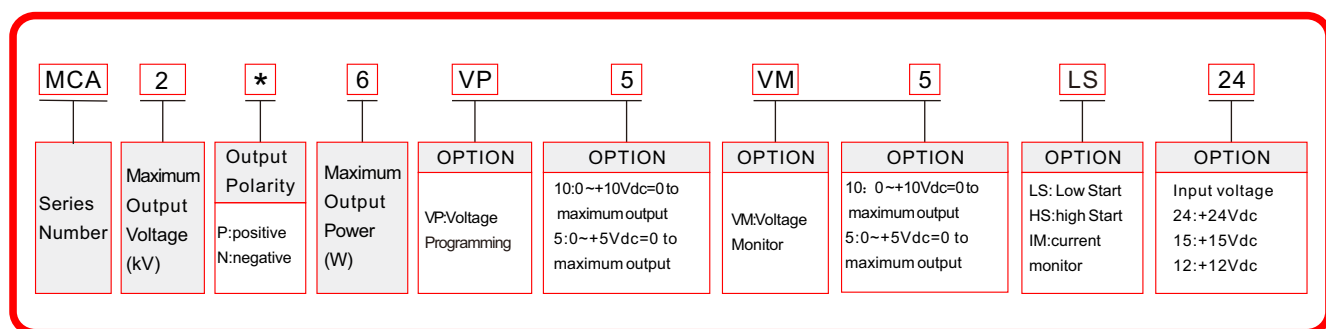 MCA 2 * 6 VP 5 VM 5 LS 24
Series
Number
Maximum
Output
Voltage
(kV)
Output
Polarity
P:positive
N:negative
Maximum
Output
Power
(W)
OPTION
VP:Voltage
Programming
OPTION
10:0~+10Vdc=0 to
maximum output
5:0~+5Vdc=0 to
maximum output
OPTION
VM:Voltage
Monitor
OPTION
10: 0~+10Vdc=0 to
maximum output
5:0~+5Vdc=0 to
maximum output
OPTION
LS: Low Start
HS:high Start
IM:current
monitor
OPTION
Input voltage
24:+24Vdc
15:+15Vdc
12:+12Vdc